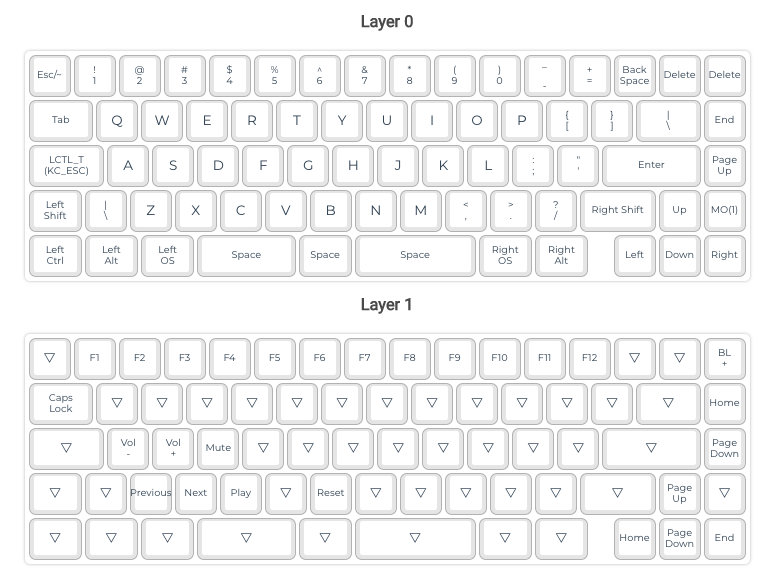 Layer 0
Esc/~ ! 1 @ 2 # 3 $ 4 % 5 ^ 6 & 7 * 8 ( 9 ) 0 _ - + = Back Space Delete Delete
Tab Q W E R T Y U I O P { [ } ] | \ End
LCTL_T (KC_ESC) A S D F G H J K L : ; " ' Enter Page Up
Left Shift | \ Z X C V B N M < , > . ? / Right Shift Up MO(1)
Left Ctrl Left Alt Left OS Space Space Space Right OS Right Alt Left Down Right
Layer 1
▽ F1 F2 F3 F4 F5 F6 F7 F8 F9 F10 F11 F12 ▽ ▽ BL +
Caps Lock ▽ ▽ ▽ ▽ ▽ ▽ ▽ ▽ ▽ ▽ ▽ ▽ ▽ Home
▽ Vol - Vol + Mute ▽ ▽ ▽ ▽ ▽ ▽ ▽ ▽ ▽ Page Down
▽ ▽ Previous Next Play ▽ Reset ▽ ▽ ▽ ▽ ▽ ▽ Page Up ▽
▽ ▽ ▽ ▽ ▽ ▽ ▽ ▽ Home Page Down End